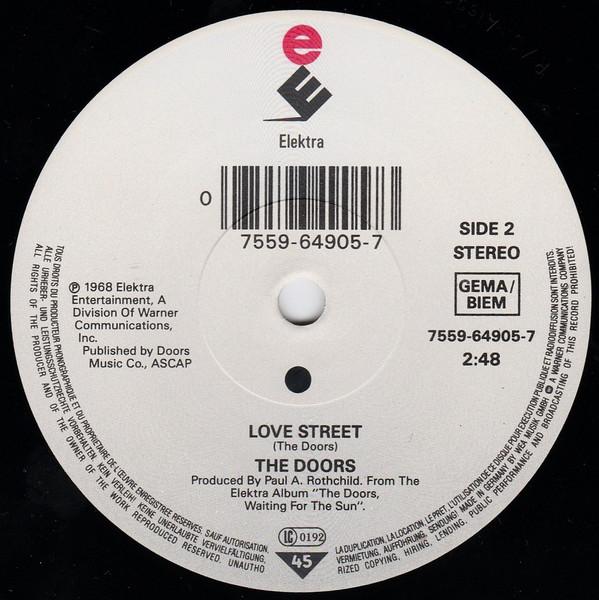 e
E
Elektra
0
7559-64905-7
SIDE 2
STEREO
GEMA/
BIEM
7559-64905-7
2:48
℗ 1968 Elektra
Entertainment, A
Division Of Warner
Communications,
Inc.
Published by Doors
Music Co., ASCAP
LOVE STREET
(The Doors)
THE DOORS
Produced By Paul A. Rothchild. From The
Elektra Album "The Doors,
Waiting For The Sun".
LC 0192
45
TOUS DROITS DU PRODUCTEUR PHONOGRAPHIQUE ET DU PROPRIETAIRE DE L'ŒUVRE ENREGISTREE RESERVES. SAUF AUTORISATION, LA DUPLICATION, LA LOCATION, LE PRET, L'UTILISATION DE CE DISQUE POUR EXECUTION PUBLIQUE ET RADIODIFFUSION SONT INTERDITS.
ALLE URHEBER- UND LEISTUNGSSCHUTZRECHTE VORBEHALTEN. KEIN VERLEIH! KEINE UNERLAUBTE VERVIELFÄLTIGUNG, VERMIETUNG, AUFFÜHRUNG, SENDUNG! MADE IN GERMANY BY WEA MUSIK GMBH A WARNER COMMUNICATIONS COMPANY
ALL RIGHTS OF THE PRODUCER AND OF THE OWNER OF THE WORK REPRODUCED RESERVED. UNAUTHORIZED COPYING, HIRING, LENDING, PUBLIC PERFORMANCE AND BROADCASTING OF THIS RECORD PROHIBITED!